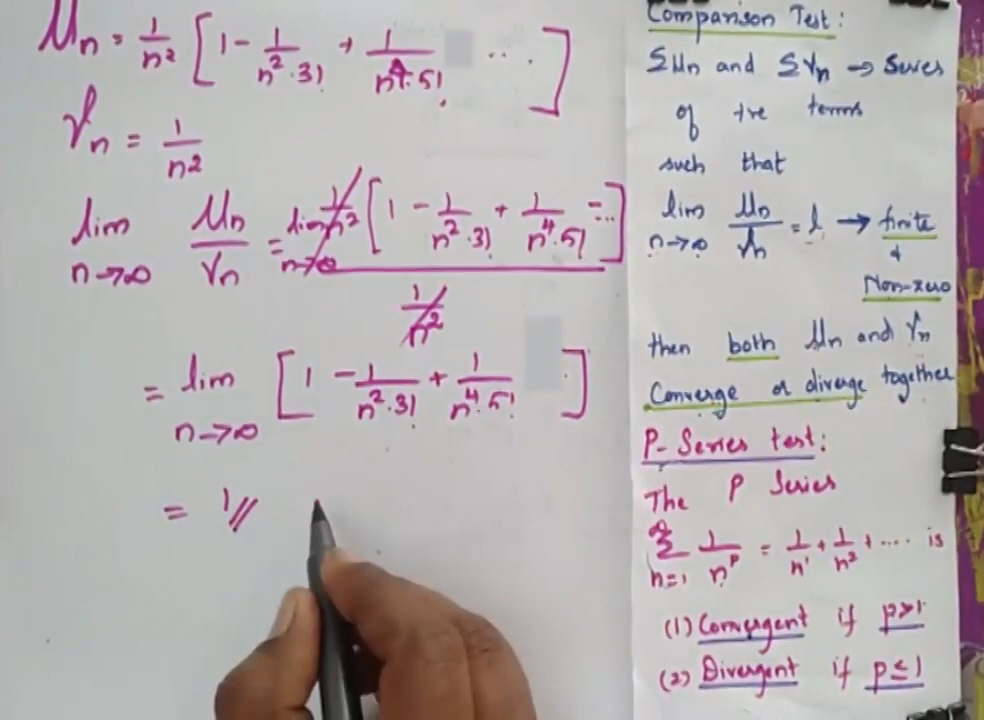 Un = 1/n² [1 - 1/n²·3! + 1/n⁴·5! ... ]
Vn = 1/n²
lim n→∞ Un/Vn = lim n→∞ 1/n² [1 - 1/n²·3! + 1/n⁴·5! - ...] / 1/n²
= lim n→∞ [1 - 1/n²·3! + 1/n⁴·5! ]
= 1//
Comparison Test:
ΣUn and ΣVn → Series
of +ve terms
such that
lim n→∞ Un/Vn = l → finite
&
Non-zero
then both Un and Vn
Converge or diverge together
P-Series test:
The P Series
∞ Σ n=1 1/nᵖ = 1/n¹ + 1/n² + .... is
(1) Convergent if p>1
(2) Divergent if p≤1